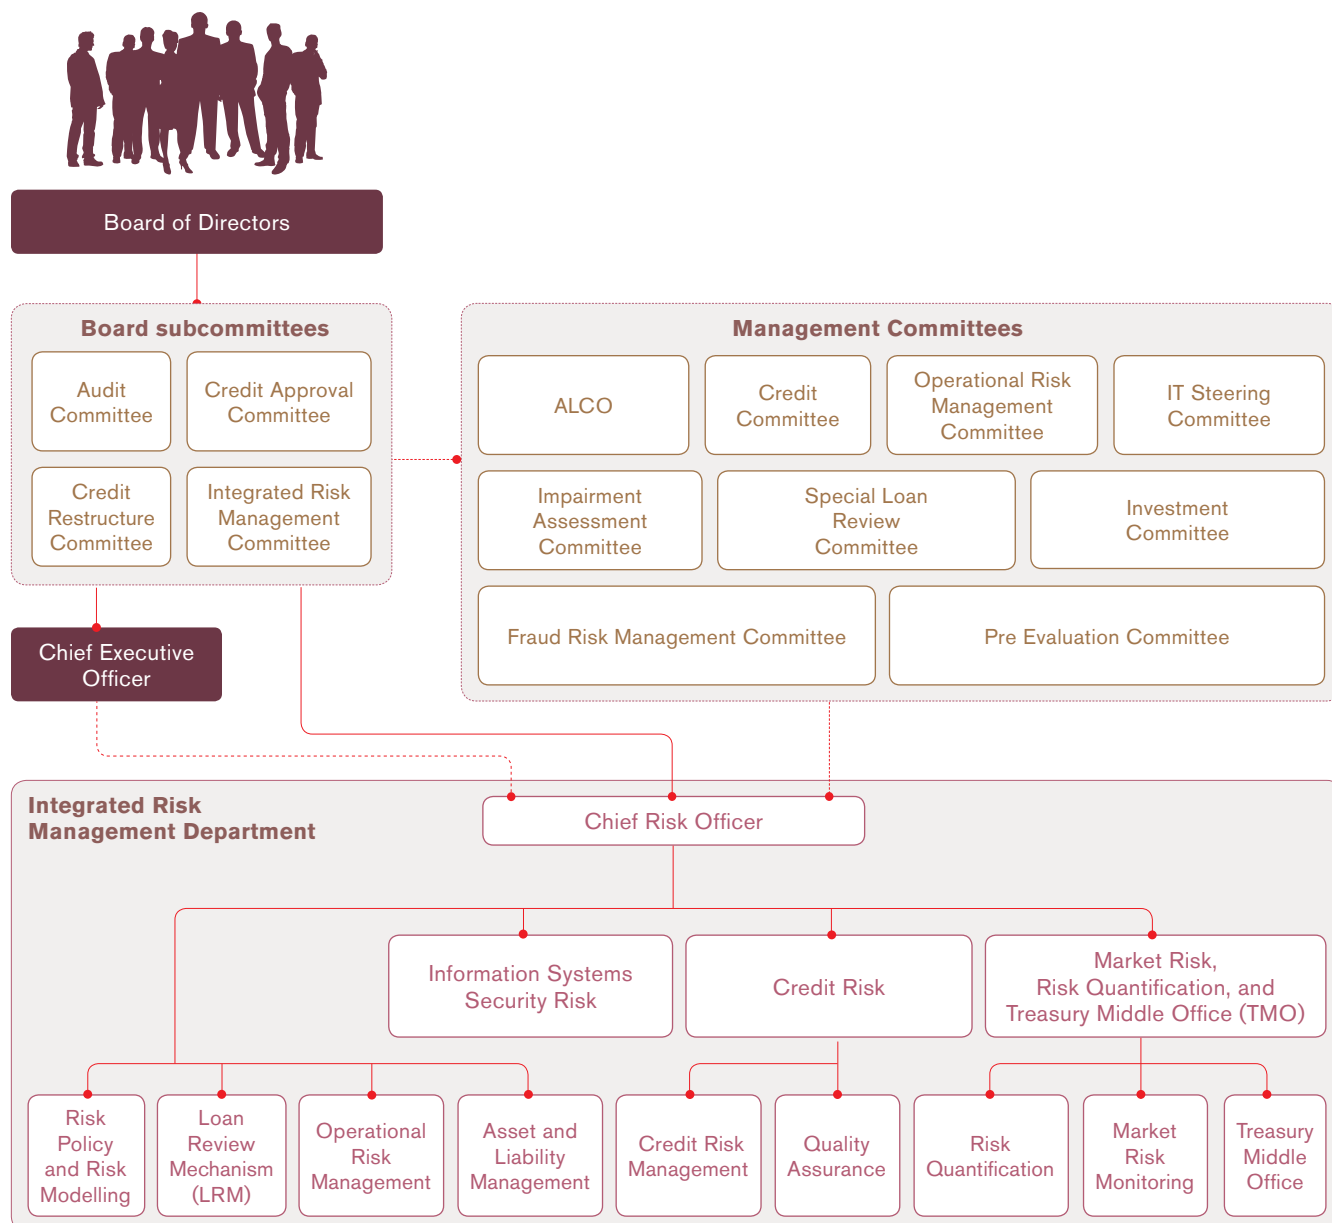 Board of Directors
Board subcommittees
Audit
Committee
Credit Approval
Committee
Credit
Restructure
Committee
Integrated Risk
Management
Committee
Management Committees
ALCO
Credit
Committee
Operational Risk
Management
Committee
IT Steering
Committee
Impairment
Assessment
Committee
Special Loan
Review
Committee
Investment
Committee
Fraud Risk Management Committee
Pre Evaluation Committee
Chief Executive
Officer
Integrated Risk
Management Department
Chief Risk Officer
Information Systems
Security Risk
Credit Risk
Market Risk,
Risk Quantification, and
Treasury Middle Office (TMO)
Risk
Policy
and Risk
Modelling
Loan
Review
Mechanism
(LRM)
Operational
Risk
Management
Asset and
Liability
Management
Credit Risk
Management
Quality
Assurance
Risk
Quantification
Market
Risk
Monitoring
Treasury
Middle
Office